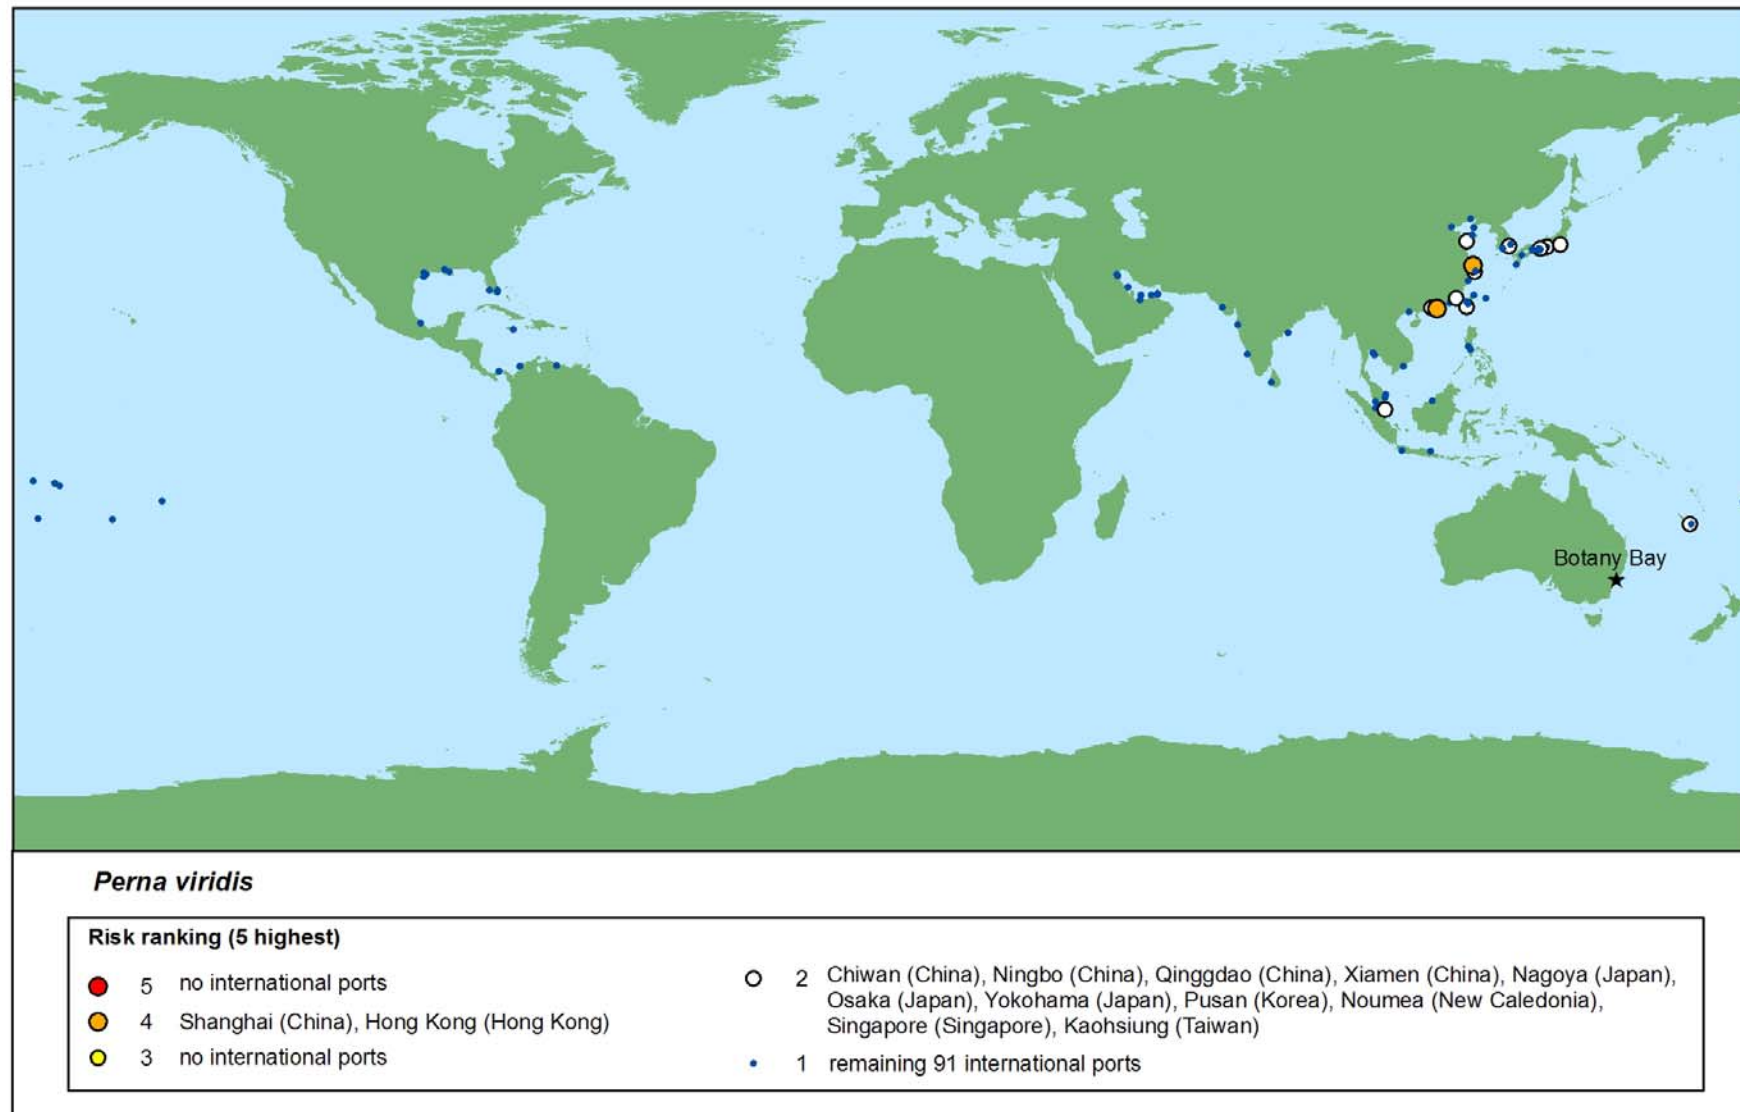 Botany Bay
Perna viridis
Risk ranking (5 highest)
5 no international ports
4 Shanghai (China), Hong Kong (Hong Kong)
3 no international ports
2 Chiwan (China), Ningbo (China), Qinggdao (China), Xiamen (China), Nagoya (Japan),
Osaka (Japan), Yokohama (Japan), Pusan (Korea), Noumea (New Caledonia),
Singapore (Singapore), Kaohsiung (Taiwan)
1 remaining 91 international ports